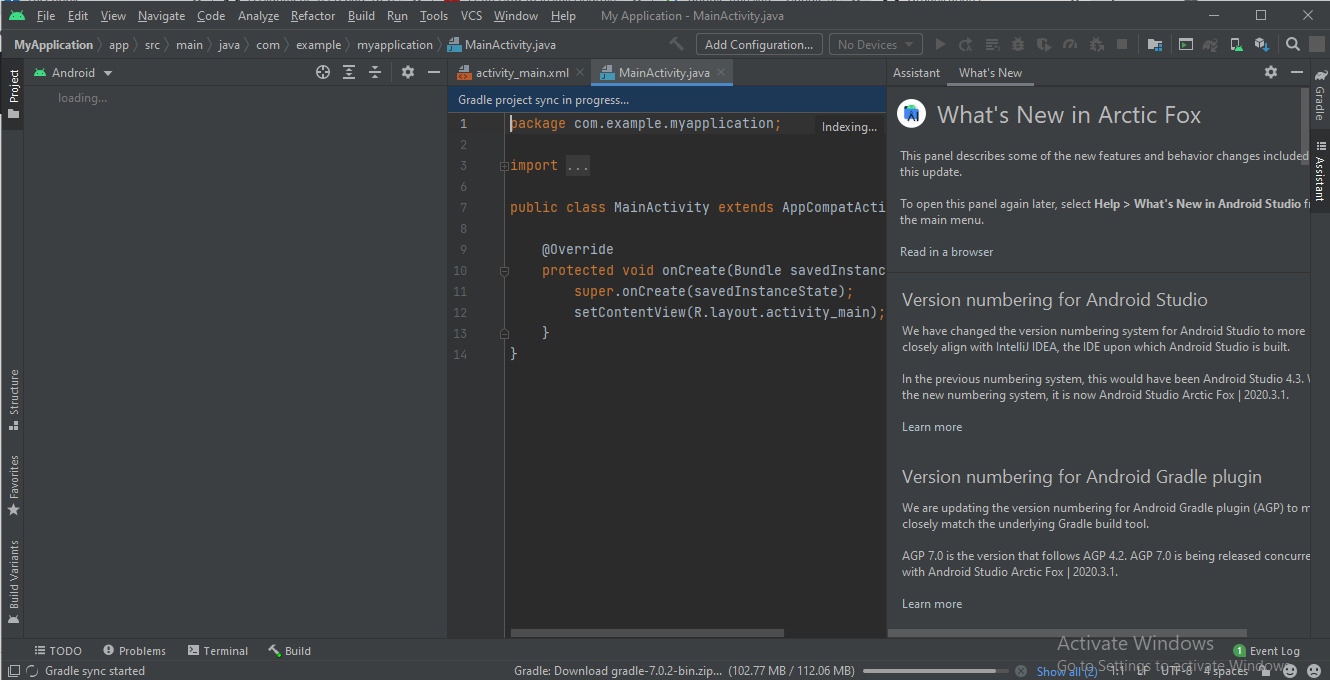 File Edit View Navigate Code Analyze Refactor Build Run Tools VCS Window Help My Application - MainActivity.java
MyApplication app src main java com example myapplication MainActivity.java Add Configuration... No Devices
Project
Android
loading...
activity_main.xml MainActivity.java
Gradle project sync in progress...
Indexing...
1 package com.example.myapplication;
2
3 import ...
6
7 public class MainActivity extends AppCompatActi
8
9 @Override
10 protected void onCreate(Bundle savedInstanc
11 super.onCreate(savedInstanceState);
12 setContentView(R.layout.activity_main);
13 }
14 }
Assistant What's New
What's New in Arctic Fox
This panel describes some of the new features and behavior changes included
this update.
To open this panel again later, select Help > What's New in Android Studio fr
the main menu.
Read in a browser
Version numbering for Android Studio
We have changed the version numbering system for Android Studio to more
closely align with IntelliJ IDEA, the IDE upon which Android Studio is built.
In the previous numbering system, this would have been Android Studio 4.3. W
the new numbering system, it is now Android Studio Arctic Fox | 2020.3.1.
Learn more
Version numbering for Android Gradle plugin
We are updating the version numbering for Android Gradle plugin (AGP) to m
closely match the underlying Gradle build tool.
AGP 7.0 is the version that follows AGP 4.2. AGP 7.0 is being released concurre
with Android Studio Arctic Fox | 2020.3.1.
Learn more
Gradle
Assistant
Structure
Favorites
Build Variants
TODO Problems Terminal Build
1 Event Log
Activate Windows
Go to Settings to activate Windows.
Gradle sync started
Gradle: Download gradle-7.0.2-bin.zip... (102.77 MB / 112.06 MB) Show all (2) 1:1 LF UTF-8 4 spaces